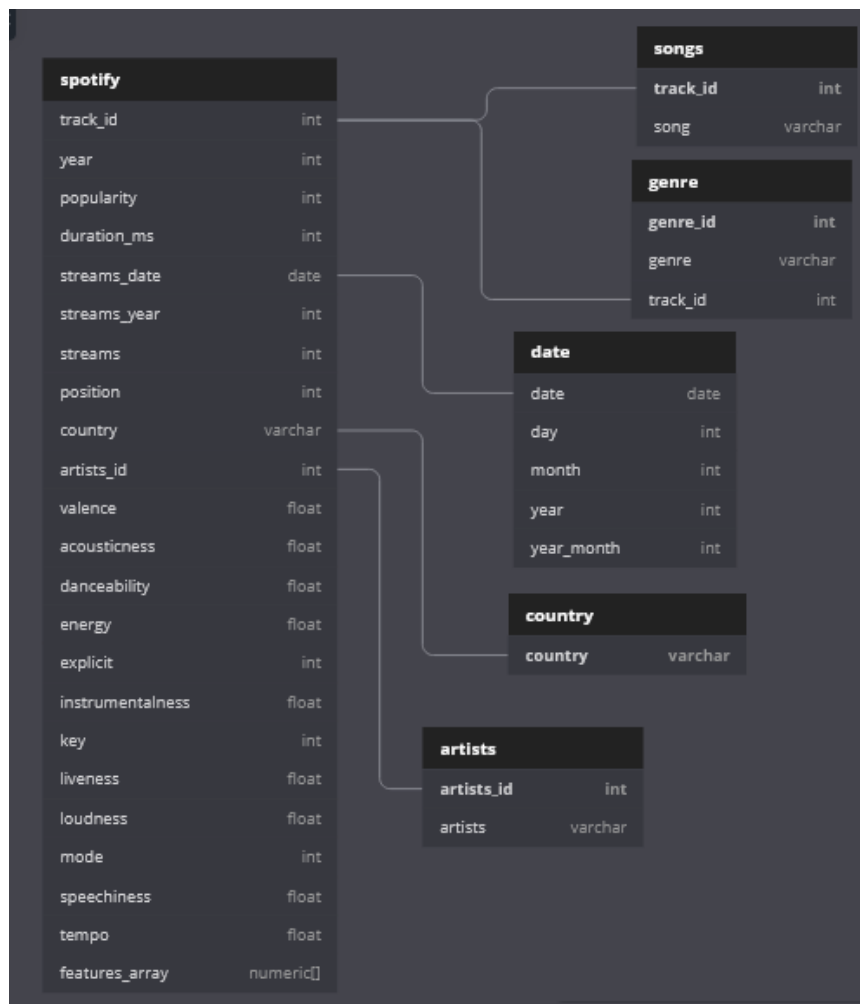 spotify
track_id int
year int
popularity int
duration_ms int
streams_date date
streams_year int
streams int
position int
country varchar
artists_id int
valence float
acousticness float
danceability float
energy float
explicit int
instrumentalness float
key int
liveness float
loudness float
mode int
speechiness float
tempo float
features_array numeric[]
songs
track_id int
song varchar
genre
genre_id int
genre varchar
track_id int
date
date date
day int
month int
year int
year_month int
country
country varchar
artists
artists_id int
artists varchar